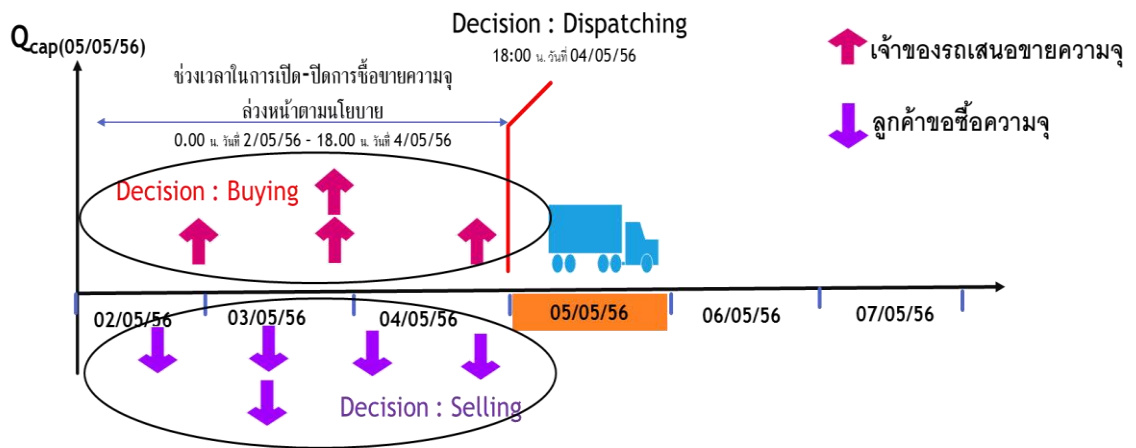 Decision : Dispatching
18:00 น. วันที่ 04/05/56
Qcap(05/05/56)
เจ้าของรถเสนอขายความจุ
ลูกค้าขอซื้อความจุ
ช่วงเวลาในการเปิด-ปิดการซื้อขายความจุ
ล่วงหน้าตามนโยบาย
0.00 น. วันที่ 2/05/56 - 18.00 น. วันที่ 4/05/56
Decision : Buying
02/05/56 03/05/56 04/05/56 05/05/56 06/05/56 07/05/56
Decision : Selling